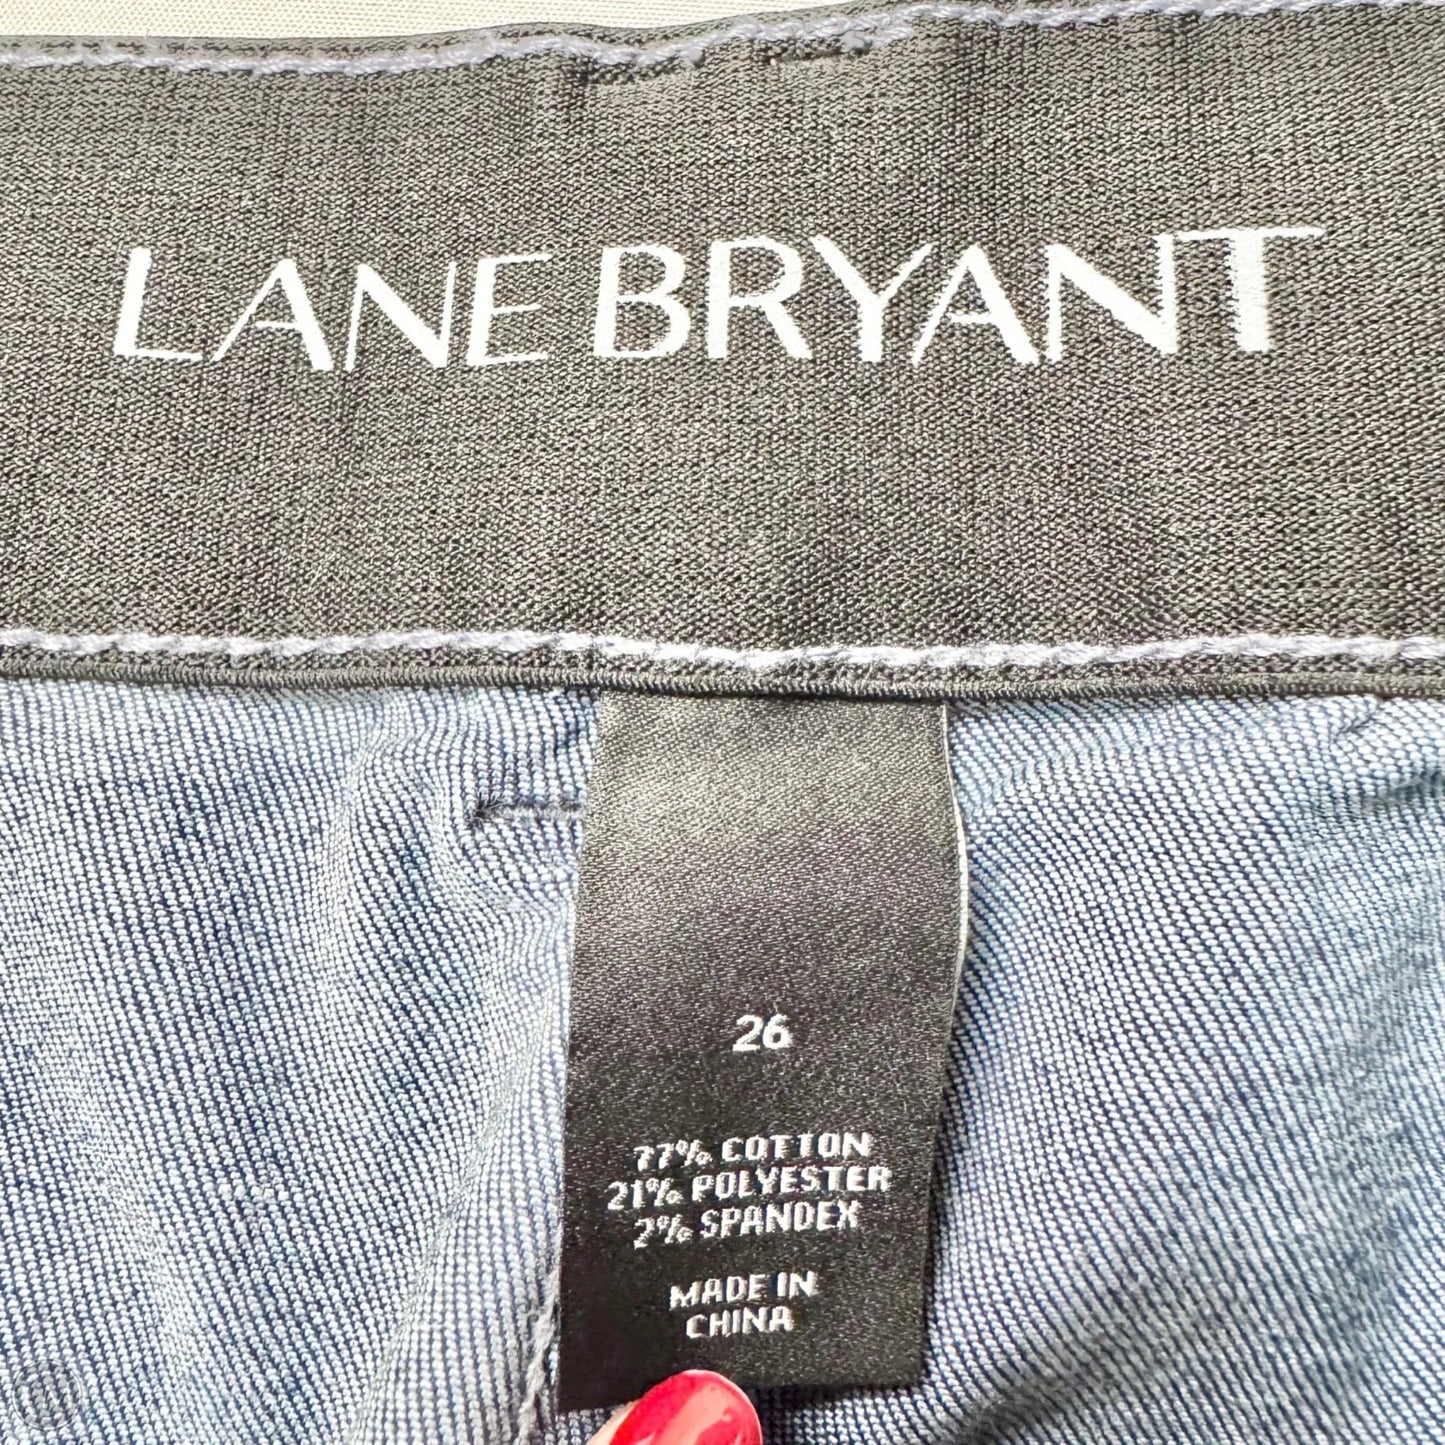 LANE BRYANT
26
77% COTTON
21% POLYESTER
2% SPANDEX
MADE IN
CHINA